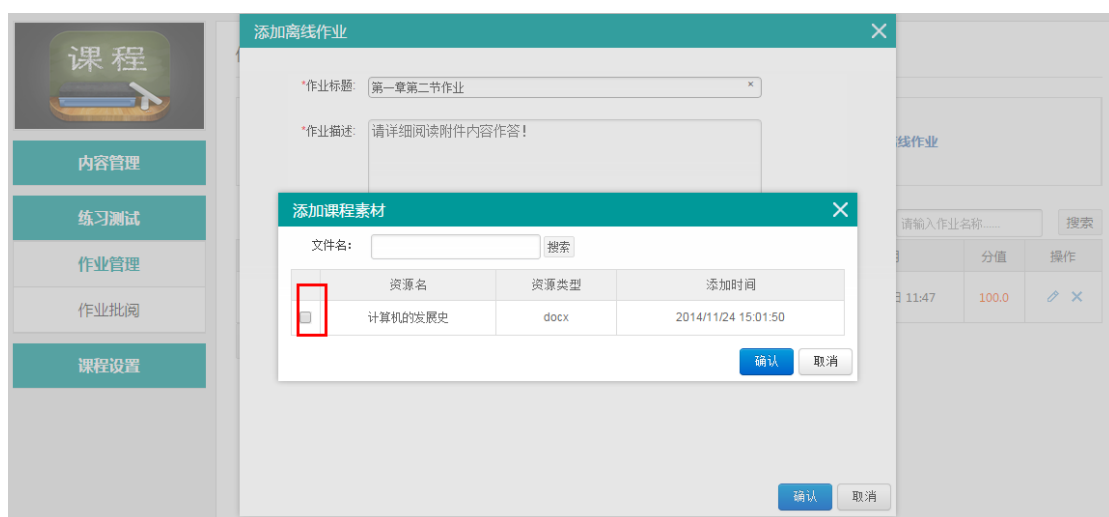 课程
内容管理
练习测试
作业管理
作业批阅
课程设置
添加离线作业
*作业标题: 第一章第二节作业 ×
*作业描述: 请详细阅读附件内容作答!
线作业
请输入作业名称...... 搜索
分值 操作
11:47 100.0
添加课程素材
文件名: 搜索
资源名 资源类型 添加时间
计算机的发展史 docx 2014/11/24 15:01:50
确认 取消
确认 取消